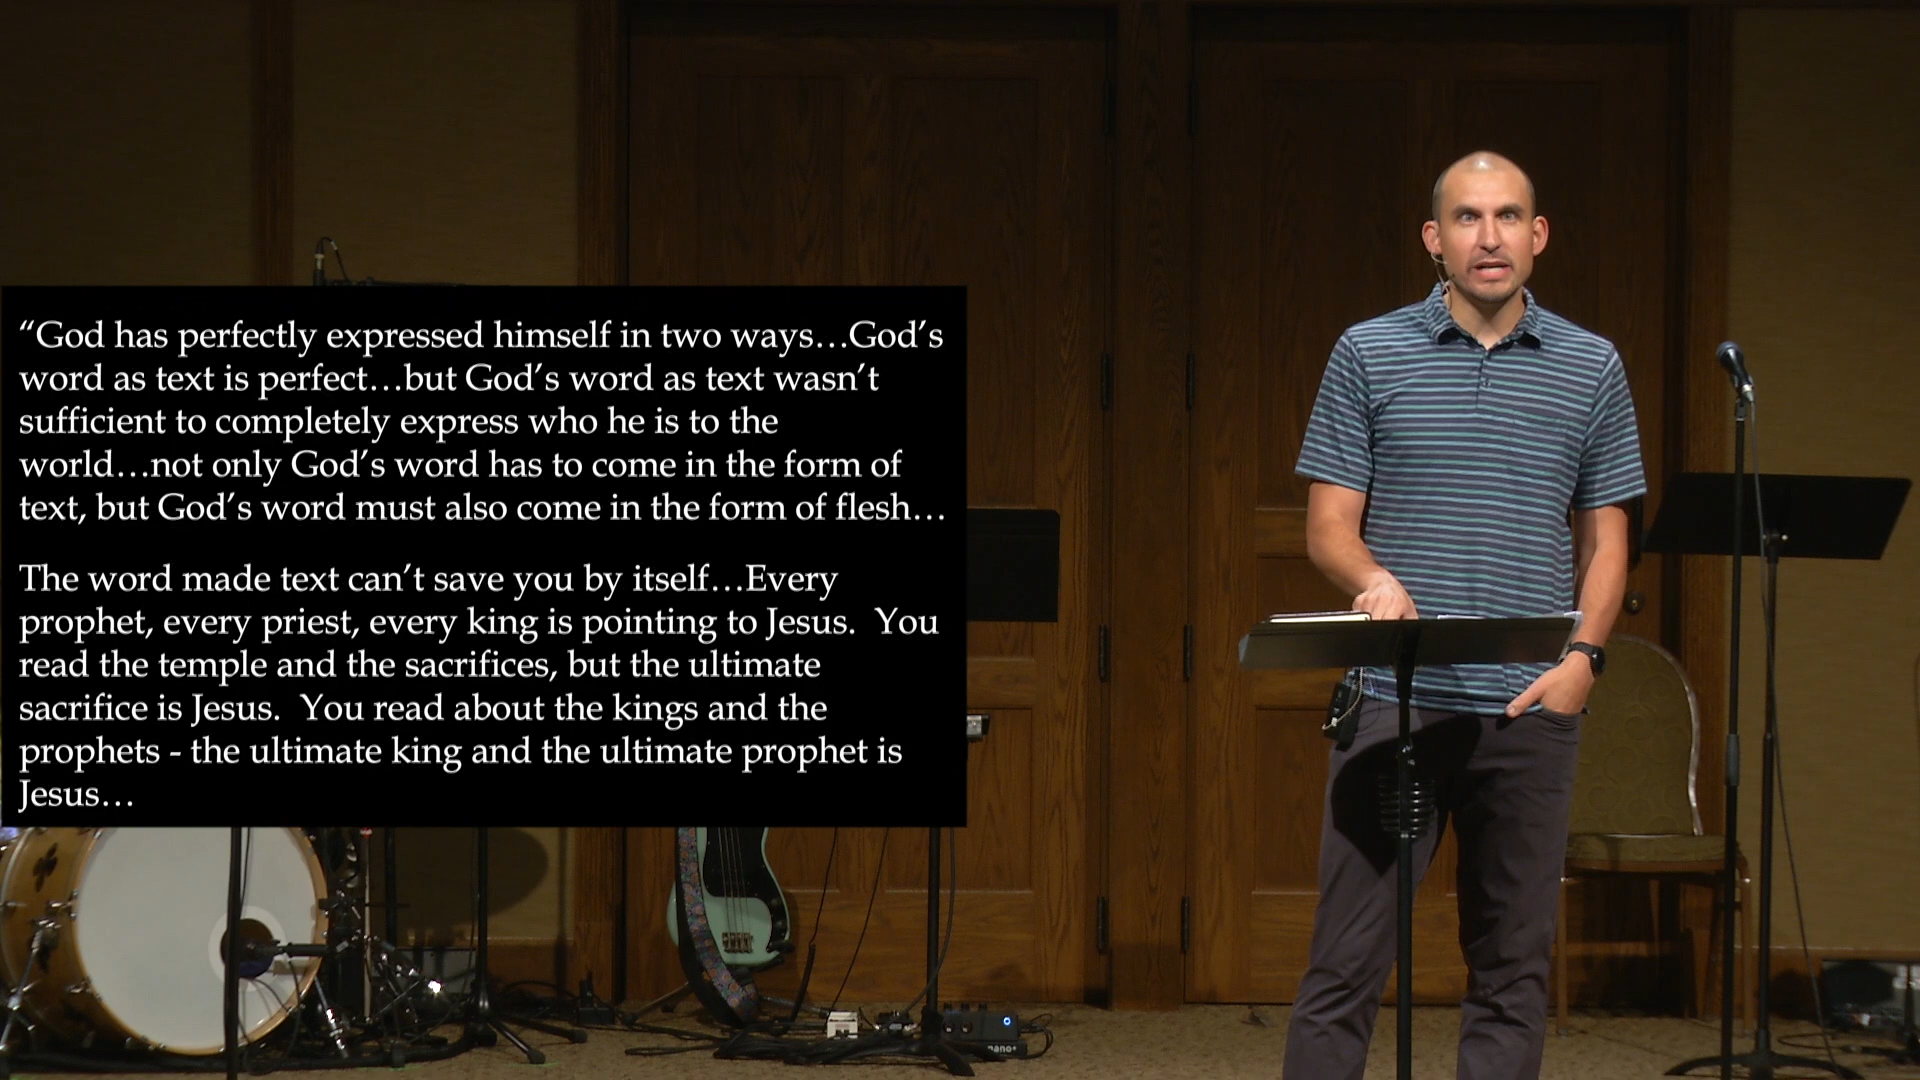 “God has perfectly expressed himself in two ways…God’s
word as text is perfect…but God’s word as text wasn’t
sufficient to completely express who he is to the
world…not only God’s word has to come in the form of
text, but God’s word must also come in the form of flesh…
The word made text can’t save you by itself…Every
prophet, every priest, every king is pointing to Jesus.  You
read the temple and the sacrifices, but the ultimate
sacrifice is Jesus.  You read about the kings and the
prophets - the ultimate king and the ultimate prophet is
Jesus…
nano+